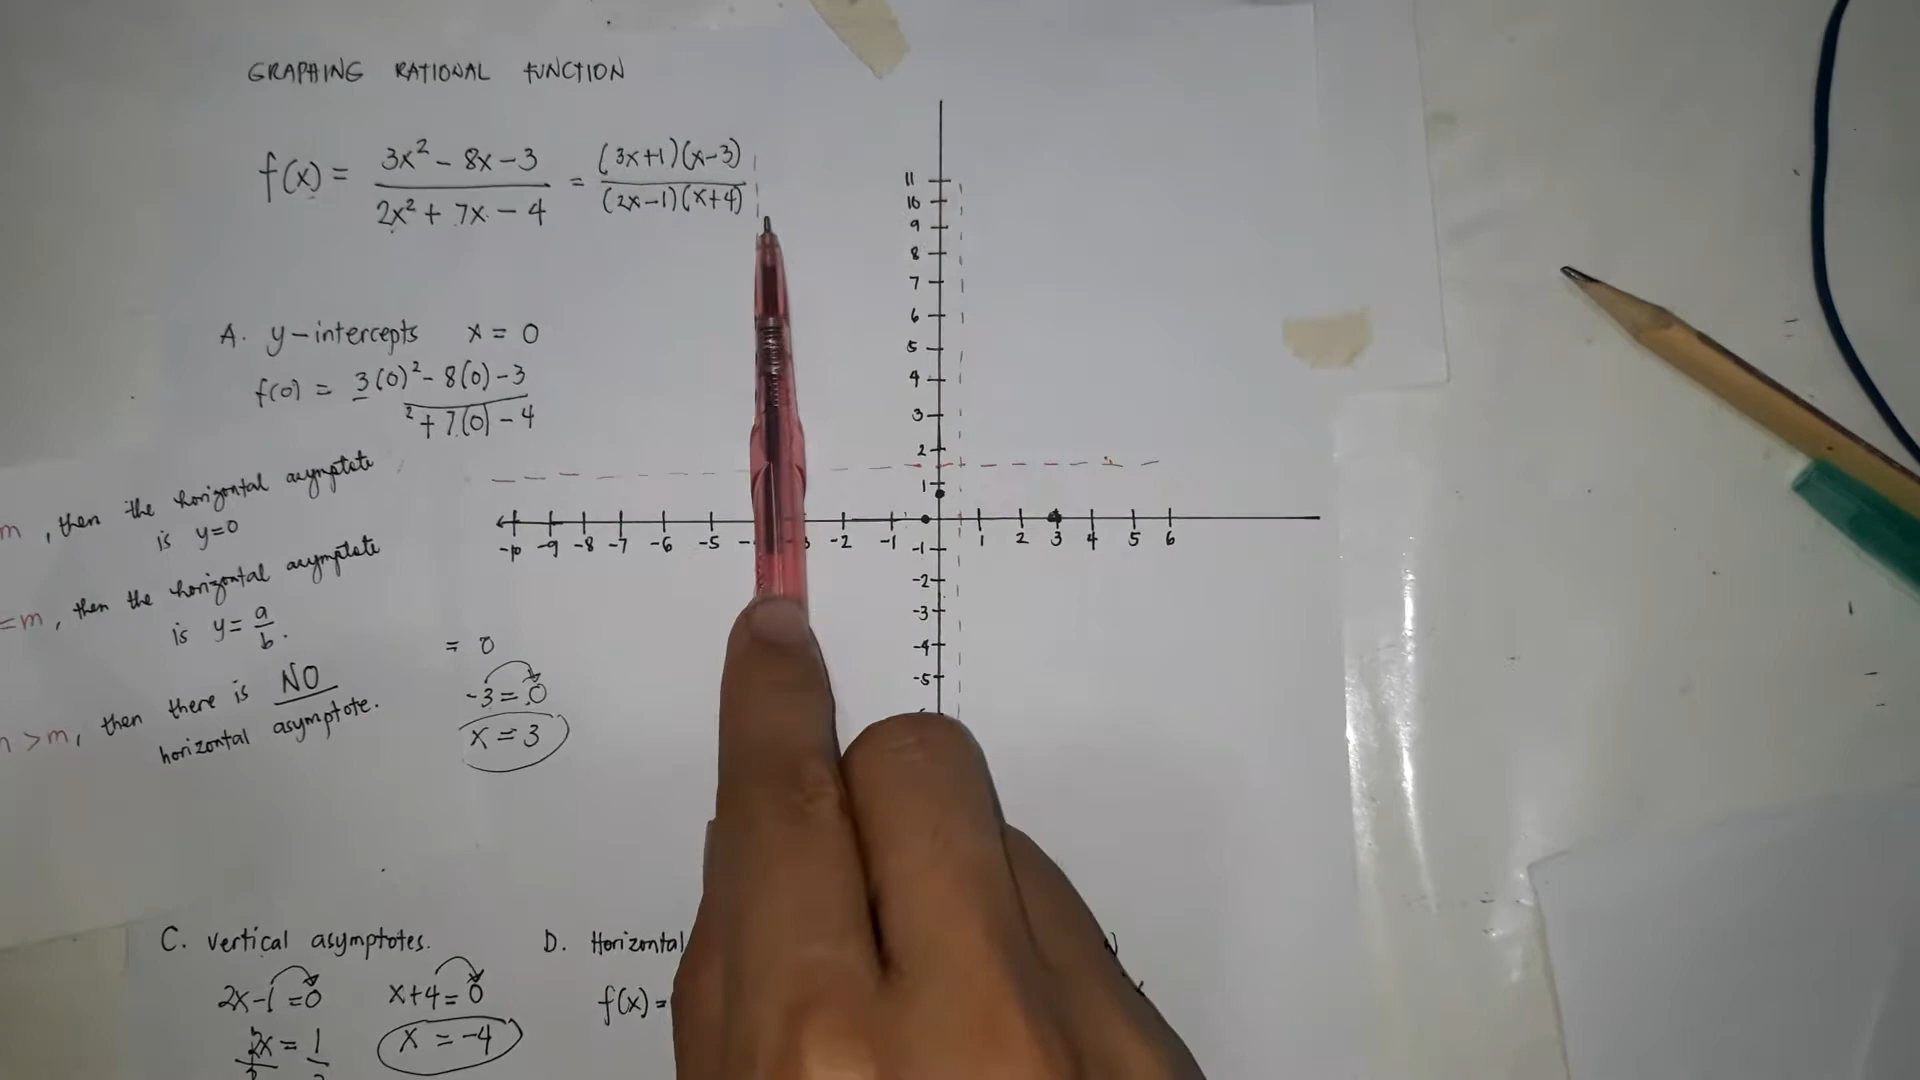 GRAPHING RATIONAL FUNCTION
f(x) = 3x² - 8x - 3 / 2x² + 7x - 4 = (3x+1)(x-3) / (2x-1)(x+4)
A. y-intercepts x = 0
f(0) = 3(0)² - 8(0) - 3 / ² + 7(0) - 4
m, then the horizontal asymptote
is y=0
=m, then the horizontal asymptote
is y= a/b.
n >m, then there is NO
horizontal asymptote.
= 0
-3 = 0
x = 3
11
10
9
8
7
6
5
4
3
2
1
-10 -9 -8 -7 -6 -5 -2 -1 1 2 3 4 5 6
-1
-2
-3
-4
-5
C. vertical asymptotes.
2x-1 = 0 x+4 = 0
2x = 1 x = -4
D. Horizontal
f(x) =